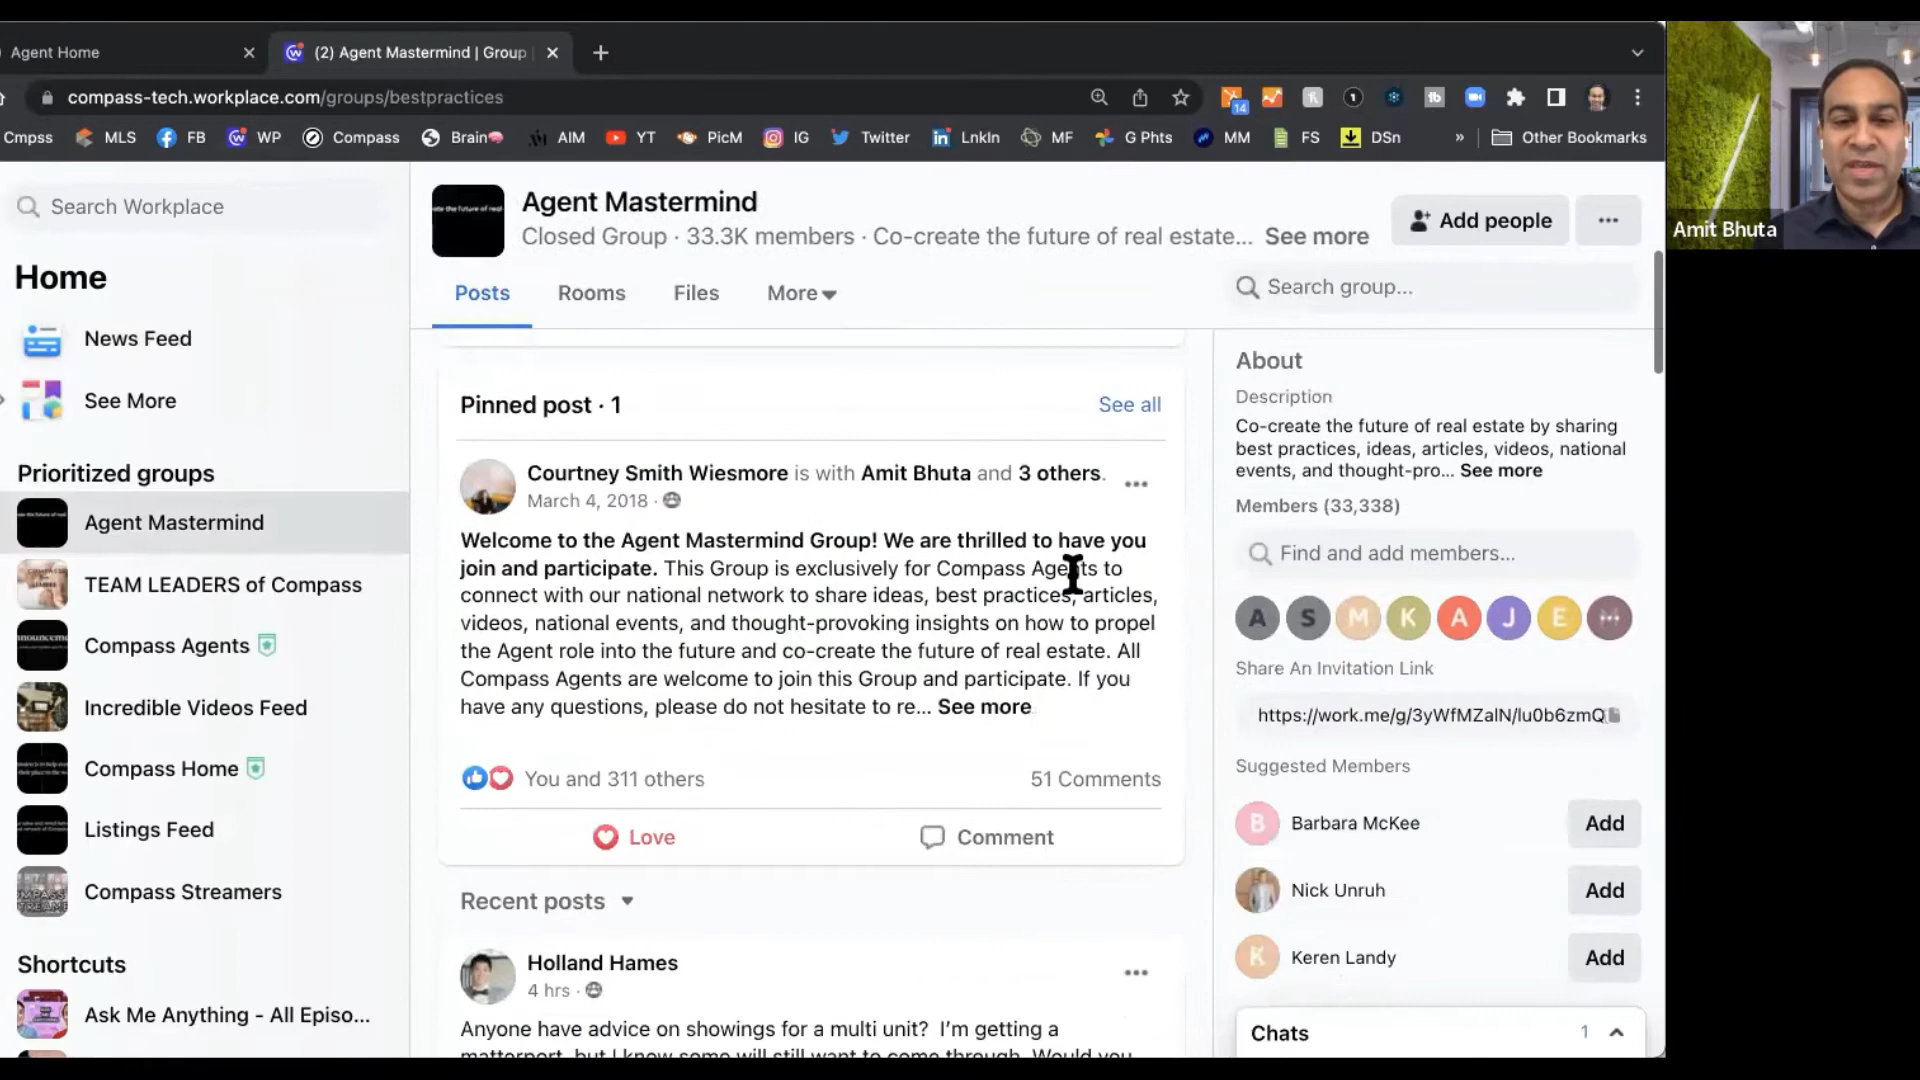 Agent Home
(2) Agent Mastermind | Group
compass-tech.workplace.com/groups/bestpractices
14
Cmpss MLS FB WP Compass Brain AIM YT PicM IG Twitter LnkIn MF G Phts MM FS DSn » Other Bookmarks
Amit Bhuta
Search Workplace
Home
News Feed
See More
Prioritized groups
Agent Mastermind
TEAM LEADERS of Compass
Compass Agents
Incredible Videos Feed
Compass Home
Listings Feed
Compass Streamers
Shortcuts
Ask Me Anything - All Episo...
Agent Mastermind
Closed Group · 33.3K members · Co-create the future of real estate... See more
Add people
Posts Rooms Files More
Search group...
Pinned post · 1
See all
Courtney Smith Wiesmore is with Amit Bhuta and 3 others.
March 4, 2018 ·
Welcome to the Agent Mastermind Group! We are thrilled to have you
join and participate. This Group is exclusively for Compass Agents to
connect with our national network to share ideas, best practices, articles,
videos, national events, and thought-provoking insights on how to propel
the Agent role into the future and co-create the future of real estate. All
Compass Agents are welcome to join this Group and participate. If you
have any questions, please do not hesitate to re... See more
You and 311 others
51 Comments
Love
Comment
Recent posts
Holland Hames
4 hrs ·
Anyone have advice on showings for a multi unit? I'm getting a
matterport, but I know some will still want to come through. Would you
About
Description
Co-create the future of real estate by sharing
best practices, ideas, articles, videos, national
events, and thought-pro... See more
Members (33,338)
Find and add members...
A S M K A J E
Share An Invitation Link
https://work.me/g/3yWfMZalN/lu0b6zmQ
Suggested Members
B Barbara McKee Add
Nick Unruh Add
K Keren Landy Add
Chats 1